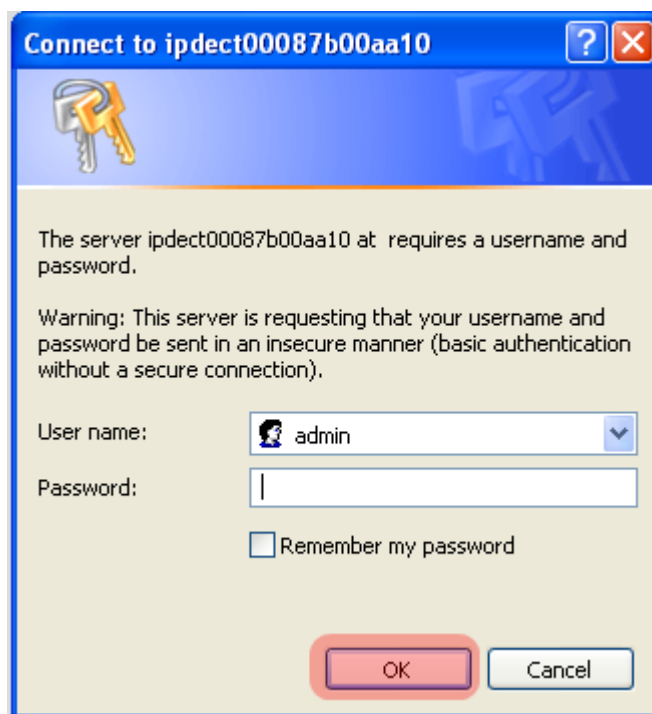 Connect to ipdect00087b00aa10
The server ipdect00087b00aa10 at requires a username and
password.
Warning: This server is requesting that your username and
password be sent in an insecure manner (basic authentication
without a secure connection).
User name:
admin
Password:
Remember my password
OK
Cancel